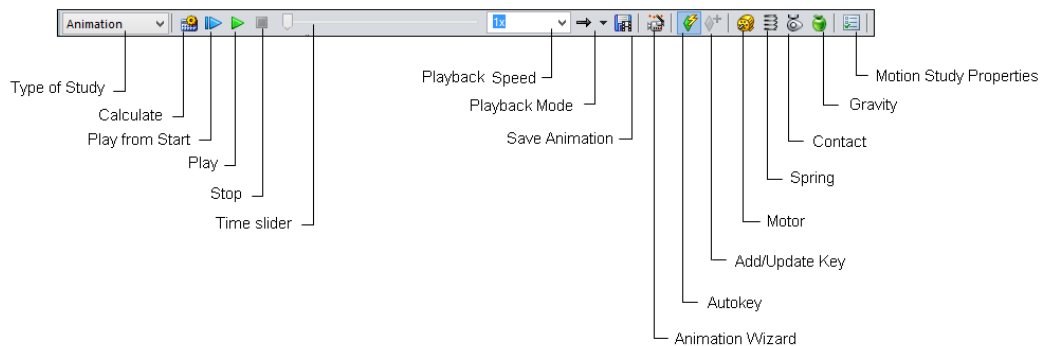 Animation
1x
Type of Study
Playback Speed
Motion Study Properties
Calculate
Playback Mode
Gravity
Play from Start
Save Animation
Contact
Play
Spring
Stop
Time slider
Motor
Add/Update Key
Autokey
Animation Wizard